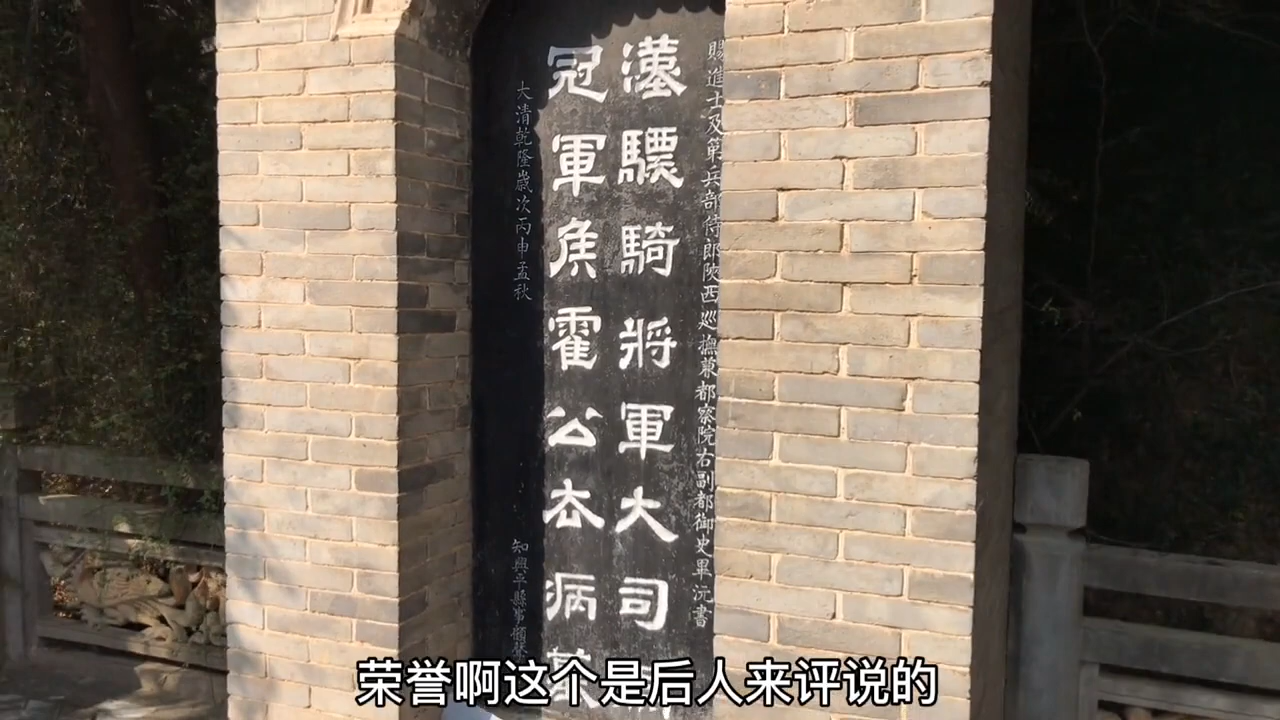 賜進士及第兵部侍郎陝西巡撫兼都察院右副都御史畢沅書
漢驃騎將軍大司
冠軍侯霍公去病墓
大清乾隆歲次丙申孟秋
知興平縣事顧
荣誉啊这个是后人来评说的